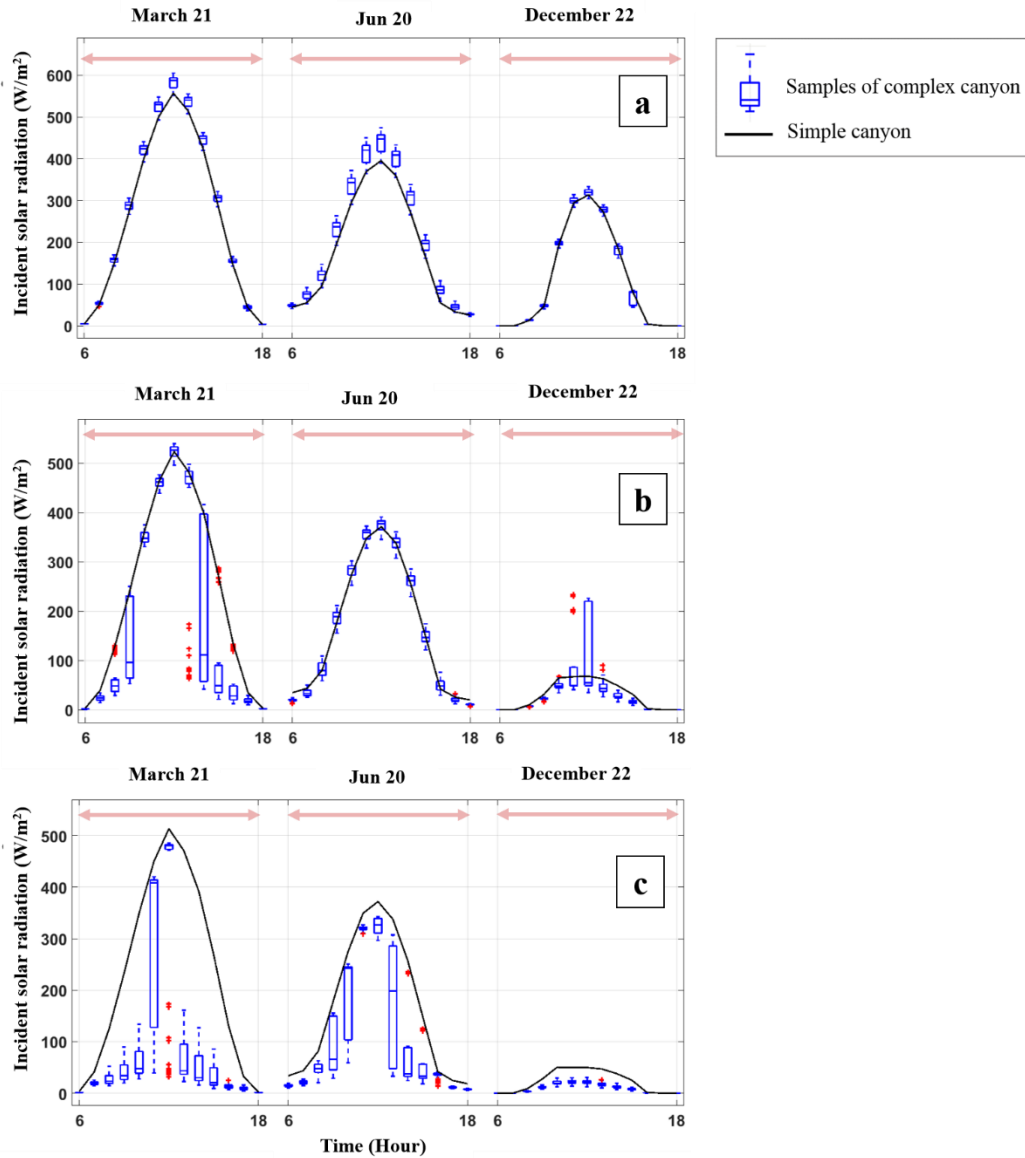 March 21
Jun 20
December 22
Incident solar radiation (W/m²)
600
500
400
300
200
100
0
a
6
18
6
18
6
18
Samples of complex canyon
Simple canyon
March 21
Jun 20
December 22
Incident solar radiation (W/m²)
500
400
300
200
100
0
b
6
18
6
18
6
18
March 21
Jun 20
December 22
Incident solar radiation (W/m²)
500
400
300
200
100
0
c
6
18
6
18
6
18
Time (Hour)